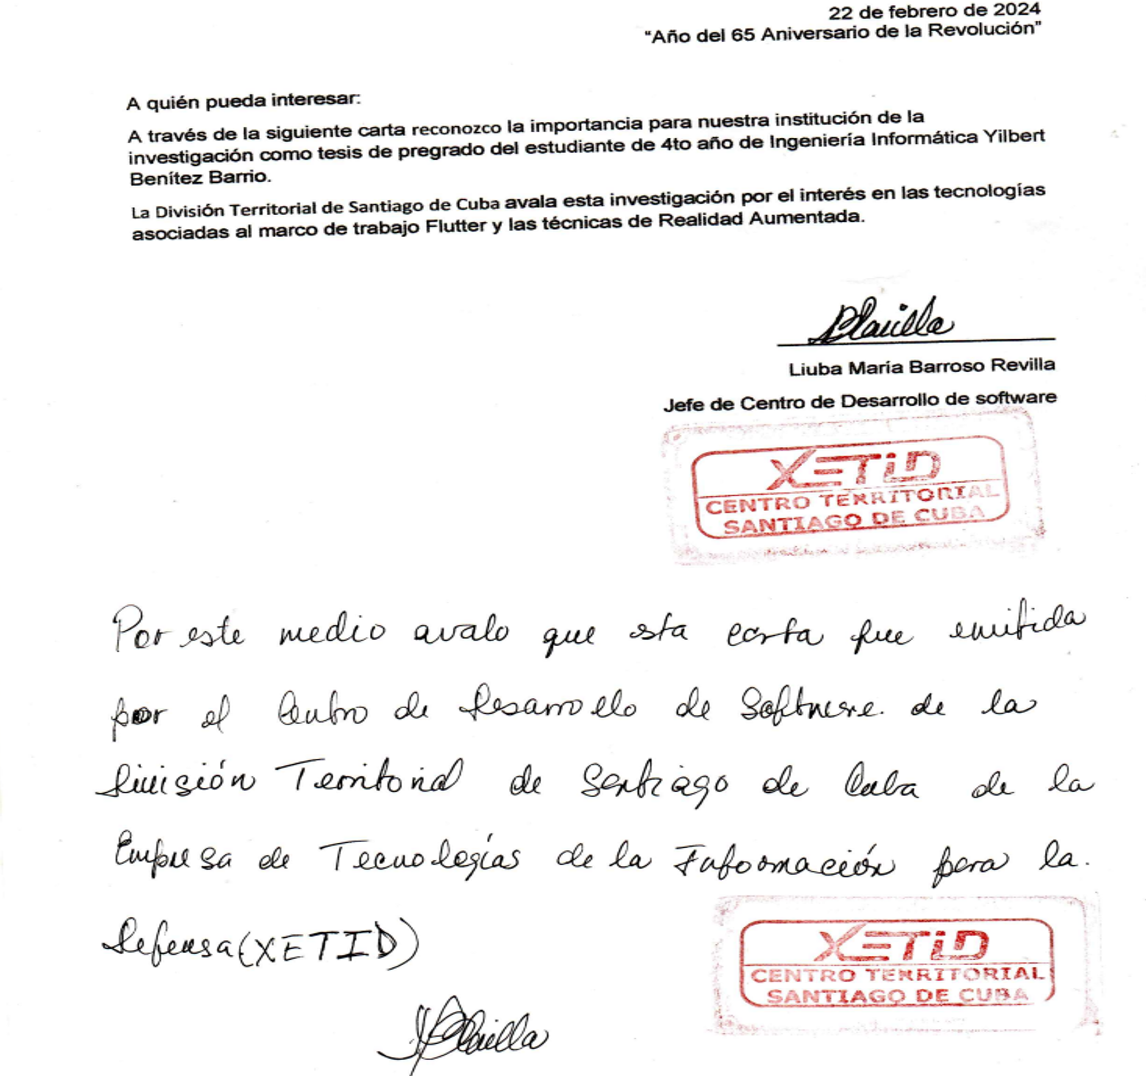 22 de febrero de 2024
“Año del 65 Aniversario de la Revolución”
A quién pueda interesar:
A través de la siguiente carta reconozco la importancia para nuestra institución de la
investigación como tesis de pregrado del estudiante de 4to año de Ingeniería Informática Yilbert
Benítez Barrio.
La División Territorial de Santiago de Cuba avala esta investigación por el interés en las tecnologías
asociadas al marco de trabajo Flutter y las técnicas de Realidad Aumentada.
Liuba María Barroso Revilla
Jefe de Centro de Desarrollo de software
XETID
CENTRO TERRITORIAL
SANTIAGO DE CUBA
Por este medio avalo que esta carta fue emitida
por el Centro de Desarrollo de Software. de la
División Territorial de Santiago de Cuba de la
Empresa de Tecnologías de la Información para la.
Defensa (XETID)
XETID
CENTRO TERRITORIAL
SANTIAGO DE CUBA